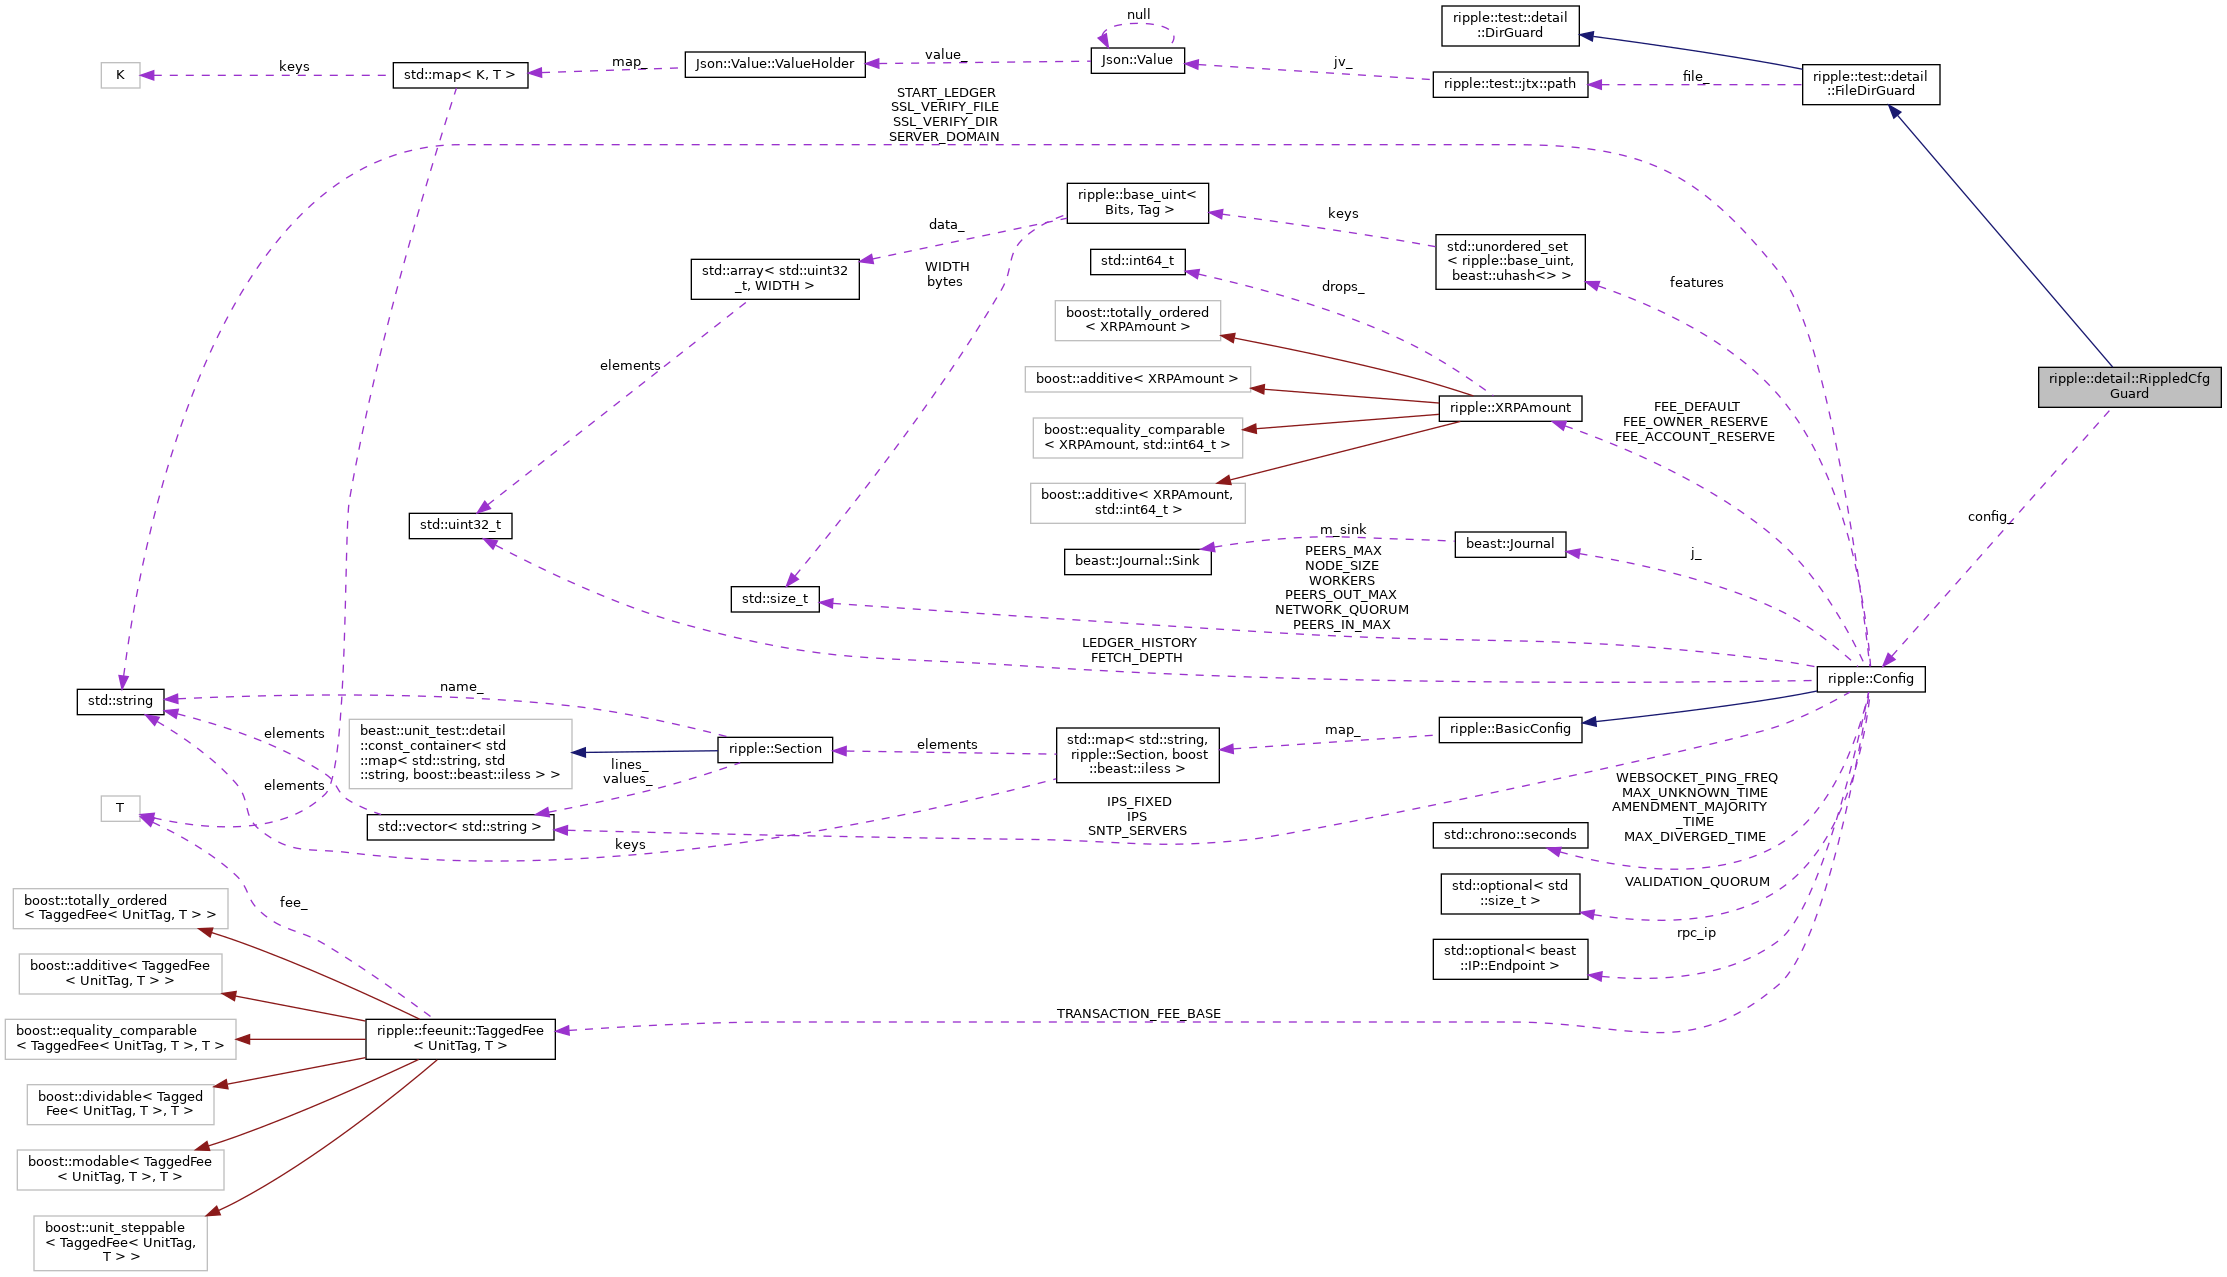 null
ripple::test::detail
::DirGuard
K
keys
std::map< K, T >
map_
Json::Value::ValueHolder
value_
Json::Value
jv_
ripple::test::jtx::path
file_
ripple::test::detail
::FileDirGuard
START_LEDGER
SSL_VERIFY_FILE
SSL_VERIFY_DIR
SERVER_DOMAIN
ripple::base_uint<
Bits, Tag >
keys
data_
std::unordered_set
< ripple::base_uint,
beast::uhash<> >
features
std::int64_t
std::array< std::uint32
_t, WIDTH >
WIDTH
bytes
drops_
boost::totally_ordered
< XRPAmount >
elements
boost::additive< XRPAmount >
ripple::XRPAmount
FEE_DEFAULT
FEE_OWNER_RESERVE
FEE_ACCOUNT_RESERVE
ripple::detail::RippledCfg
Guard
boost::equality_comparable
< XRPAmount, std::int64_t >
boost::additive< XRPAmount,
std::int64_t >
config_
std::uint32_t
m_sink
beast::Journal
j_
beast::Journal::Sink
PEERS_MAX
NODE_SIZE
WORKERS
PEERS_OUT_MAX
NETWORK_QUORUM
PEERS_IN_MAX
std::size_t
LEDGER_HISTORY
FETCH_DEPTH
ripple::Config
std::string
name_
elements
beast::unit_test::detail
::const_container< std
::map< std::string, std
::string, boost::beast::iless > >
ripple::Section
elements
std::map< std::string,
ripple::Section, boost
::beast::iless >
map_
ripple::BasicConfig
lines_
values_
elements
T
std::vector< std::string >
IPS_FIXED
IPS
SNTP_SERVERS
keys
WEBSOCKET_PING_FREQ
MAX_UNKNOWN_TIME
AMENDMENT_MAJORITY
_TIME
MAX_DIVERGED_TIME
std::chrono::seconds
std::optional< std
::size_t >
VALIDATION_QUORUM
rpc_ip
std::optional< beast
::IP::Endpoint >
fee_
boost::totally_ordered
< TaggedFee< UnitTag, T > >
boost::additive< TaggedFee
< UnitTag, T > >
TRANSACTION_FEE_BASE
ripple::feeunit::TaggedFee
< UnitTag, T >
boost::equality_comparable
< TaggedFee< UnitTag, T >, T >
boost::dividable< Tagged
Fee< UnitTag, T >, T >
boost::modable< TaggedFee
< UnitTag, T >, T >
boost::unit_steppable
< TaggedFee< UnitTag,
T > >